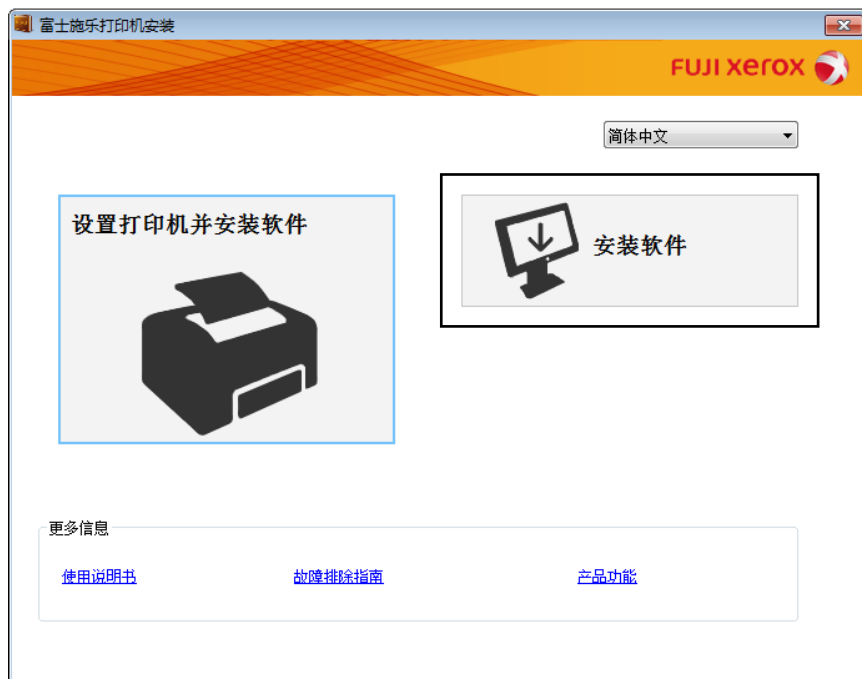 富士施乐打印机安装
FUJI xerox
简体中文
设置打印机并安装软件
安装软件
更多信息
使用说明书
故障排除指南
产品功能